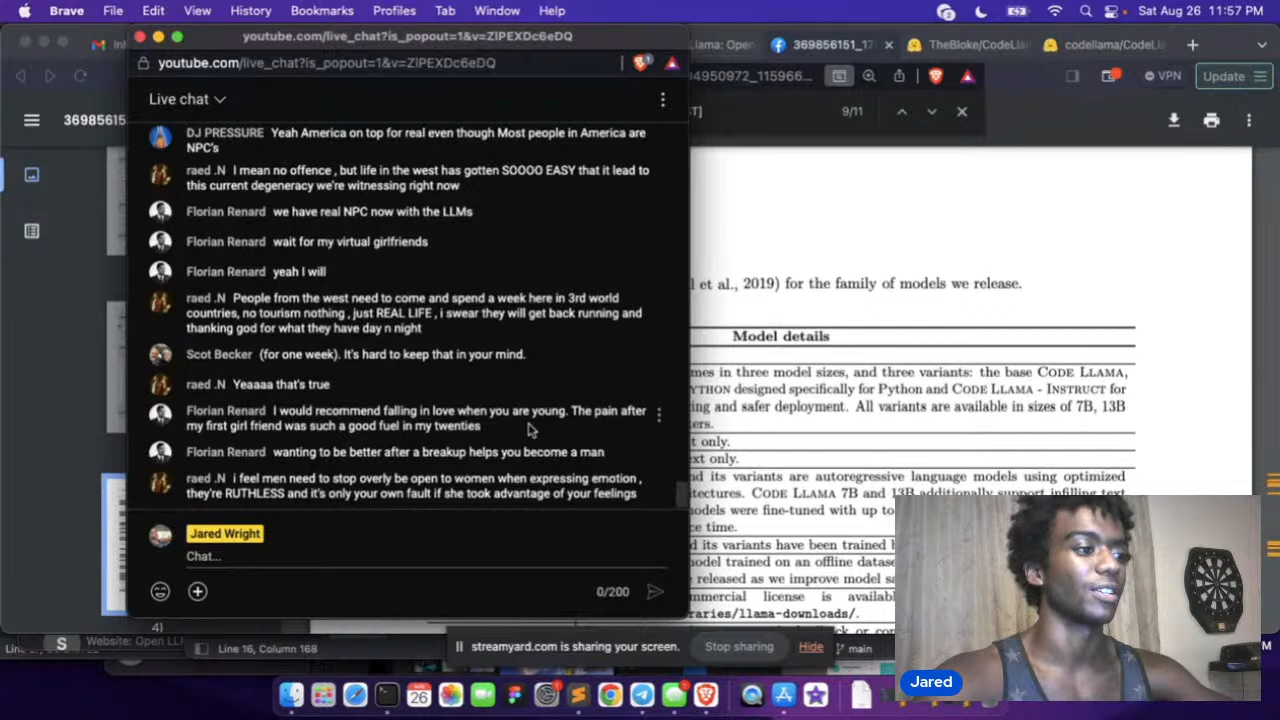 Brave File Edit View History Bookmarks Profiles Tab Window Help
Sat Aug 26 11:57 PM
youtube.com/live_chat?is_popout=1&v=ZlPEXDc6eDQ
lama: Open
369856151_17
TheBloke/CodeLla
codellama/CodeLl
youtube.com/live_chat?is_popout=1&v=ZlPEXDc6eDQ
4950972_115966...
VPN
Update
Live chat
36985615
9/11
DJ PRESSURE Yeah America on top for real even though Most people in America are
NPC's
raed .N I mean no offence , but life in the west has gotten SOOOO EASY that it lead to
this current degeneracy we're witnessing right now
Florian Renard we have real NPC now with the LLMs
Florian Renard wait for my virtual girlfriends
Florian Renard yeah I will
raed .N People from the west need to come and spend a week here in 3rd world
countries, no tourism nothing , just REAL LIFE , i swear they will get back running and
thanking god for what they have day n night
Scot Becker (for one week). It's hard to keep that in your mind.
raed .N Yeaaaa that's true
Florian Renard I would recommend falling in love when you are young. The pain after
my first girl friend was such a good fuel in my twenties
Florian Renard wanting to be better after a breakup helps you become a man
raed .N i feel men need to stop overly be open to women when expressing emotion ,
they're RUTHLESS and it's only your own fault if she took advantage of your feelings
Jared Wright
Chat...
0/200
l et al., 2019) for the family of models we release.
Model details
mes in three model sizes, and three variants: the base CODE LLAMA,
YTHON designed specifically for Python and CODE LLAMA - INSTRUCT for
ng and safer deployment. All variants are available in sizes of 7B, 13B
ers.
t only.
ext only.
nd its variants are autoregressive language models using optimized
itectures. CODE LLAMA 7B and 13B additionally support infilling text
odels were fine-tuned with up to
ce time.
d its variants have been trained b
odel trained on an offline datase
released as we improve model sa
mmercial license is availab
raries/llama-downloads/.
S Website: Open LL
Line 16, Column 168
streamyard.com is sharing your screen.
Stop sharing
Hide
main
26
Jared